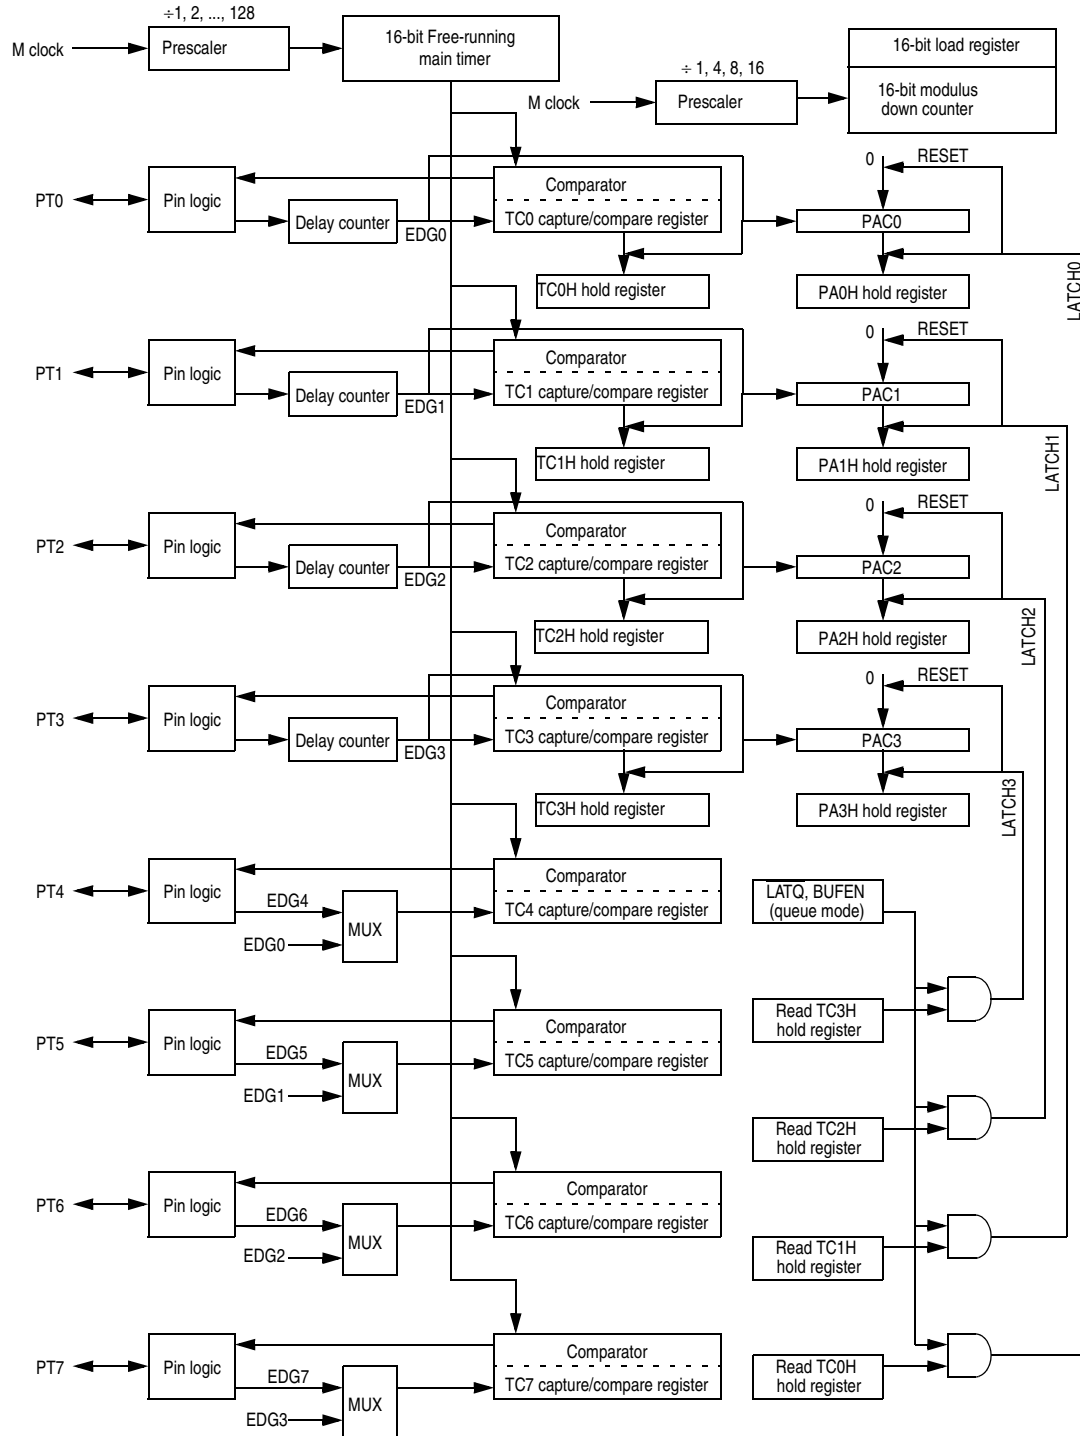 ÷1, 2, ..., 128
M clock
Prescaler
16-bit Free-running
main timer
÷ 1, 4, 8, 16
M clock
Prescaler
16-bit load register
16-bit modulus
down counter
PT0
Pin logic
Delay counter
EDG0
Comparator
TC0 capture/compare register
TC0H hold register
0
RESET
PAC0
PA0H hold register
LATCH0
PT1
Pin logic
Delay counter
EDG1
Comparator
TC1 capture/compare register
TC1H hold register
0
RESET
PAC1
PA1H hold register
LATCH1
PT2
Pin logic
Delay counter
EDG2
Comparator
TC2 capture/compare register
TC2H hold register
0
RESET
PAC2
PA2H hold register
LATCH2
PT3
Pin logic
Delay counter
EDG3
Comparator
TC3 capture/compare register
TC3H hold register
0
RESET
PAC3
PA3H hold register
LATCH3
PT4
Pin logic
EDG4
EDG0
MUX
Comparator
TC4 capture/compare register
LATQ, BUFEN
(queue mode)
PT5
Pin logic
EDG5
EDG1
MUX
Comparator
TC5 capture/compare register
Read TC3H
hold register
Read TC2H
hold register
PT6
Pin logic
EDG6
EDG2
MUX
Comparator
TC6 capture/compare register
Read TC1H
hold register
PT7
Pin logic
EDG7
EDG3
MUX
Comparator
TC7 capture/compare register
Read TC0H
hold register